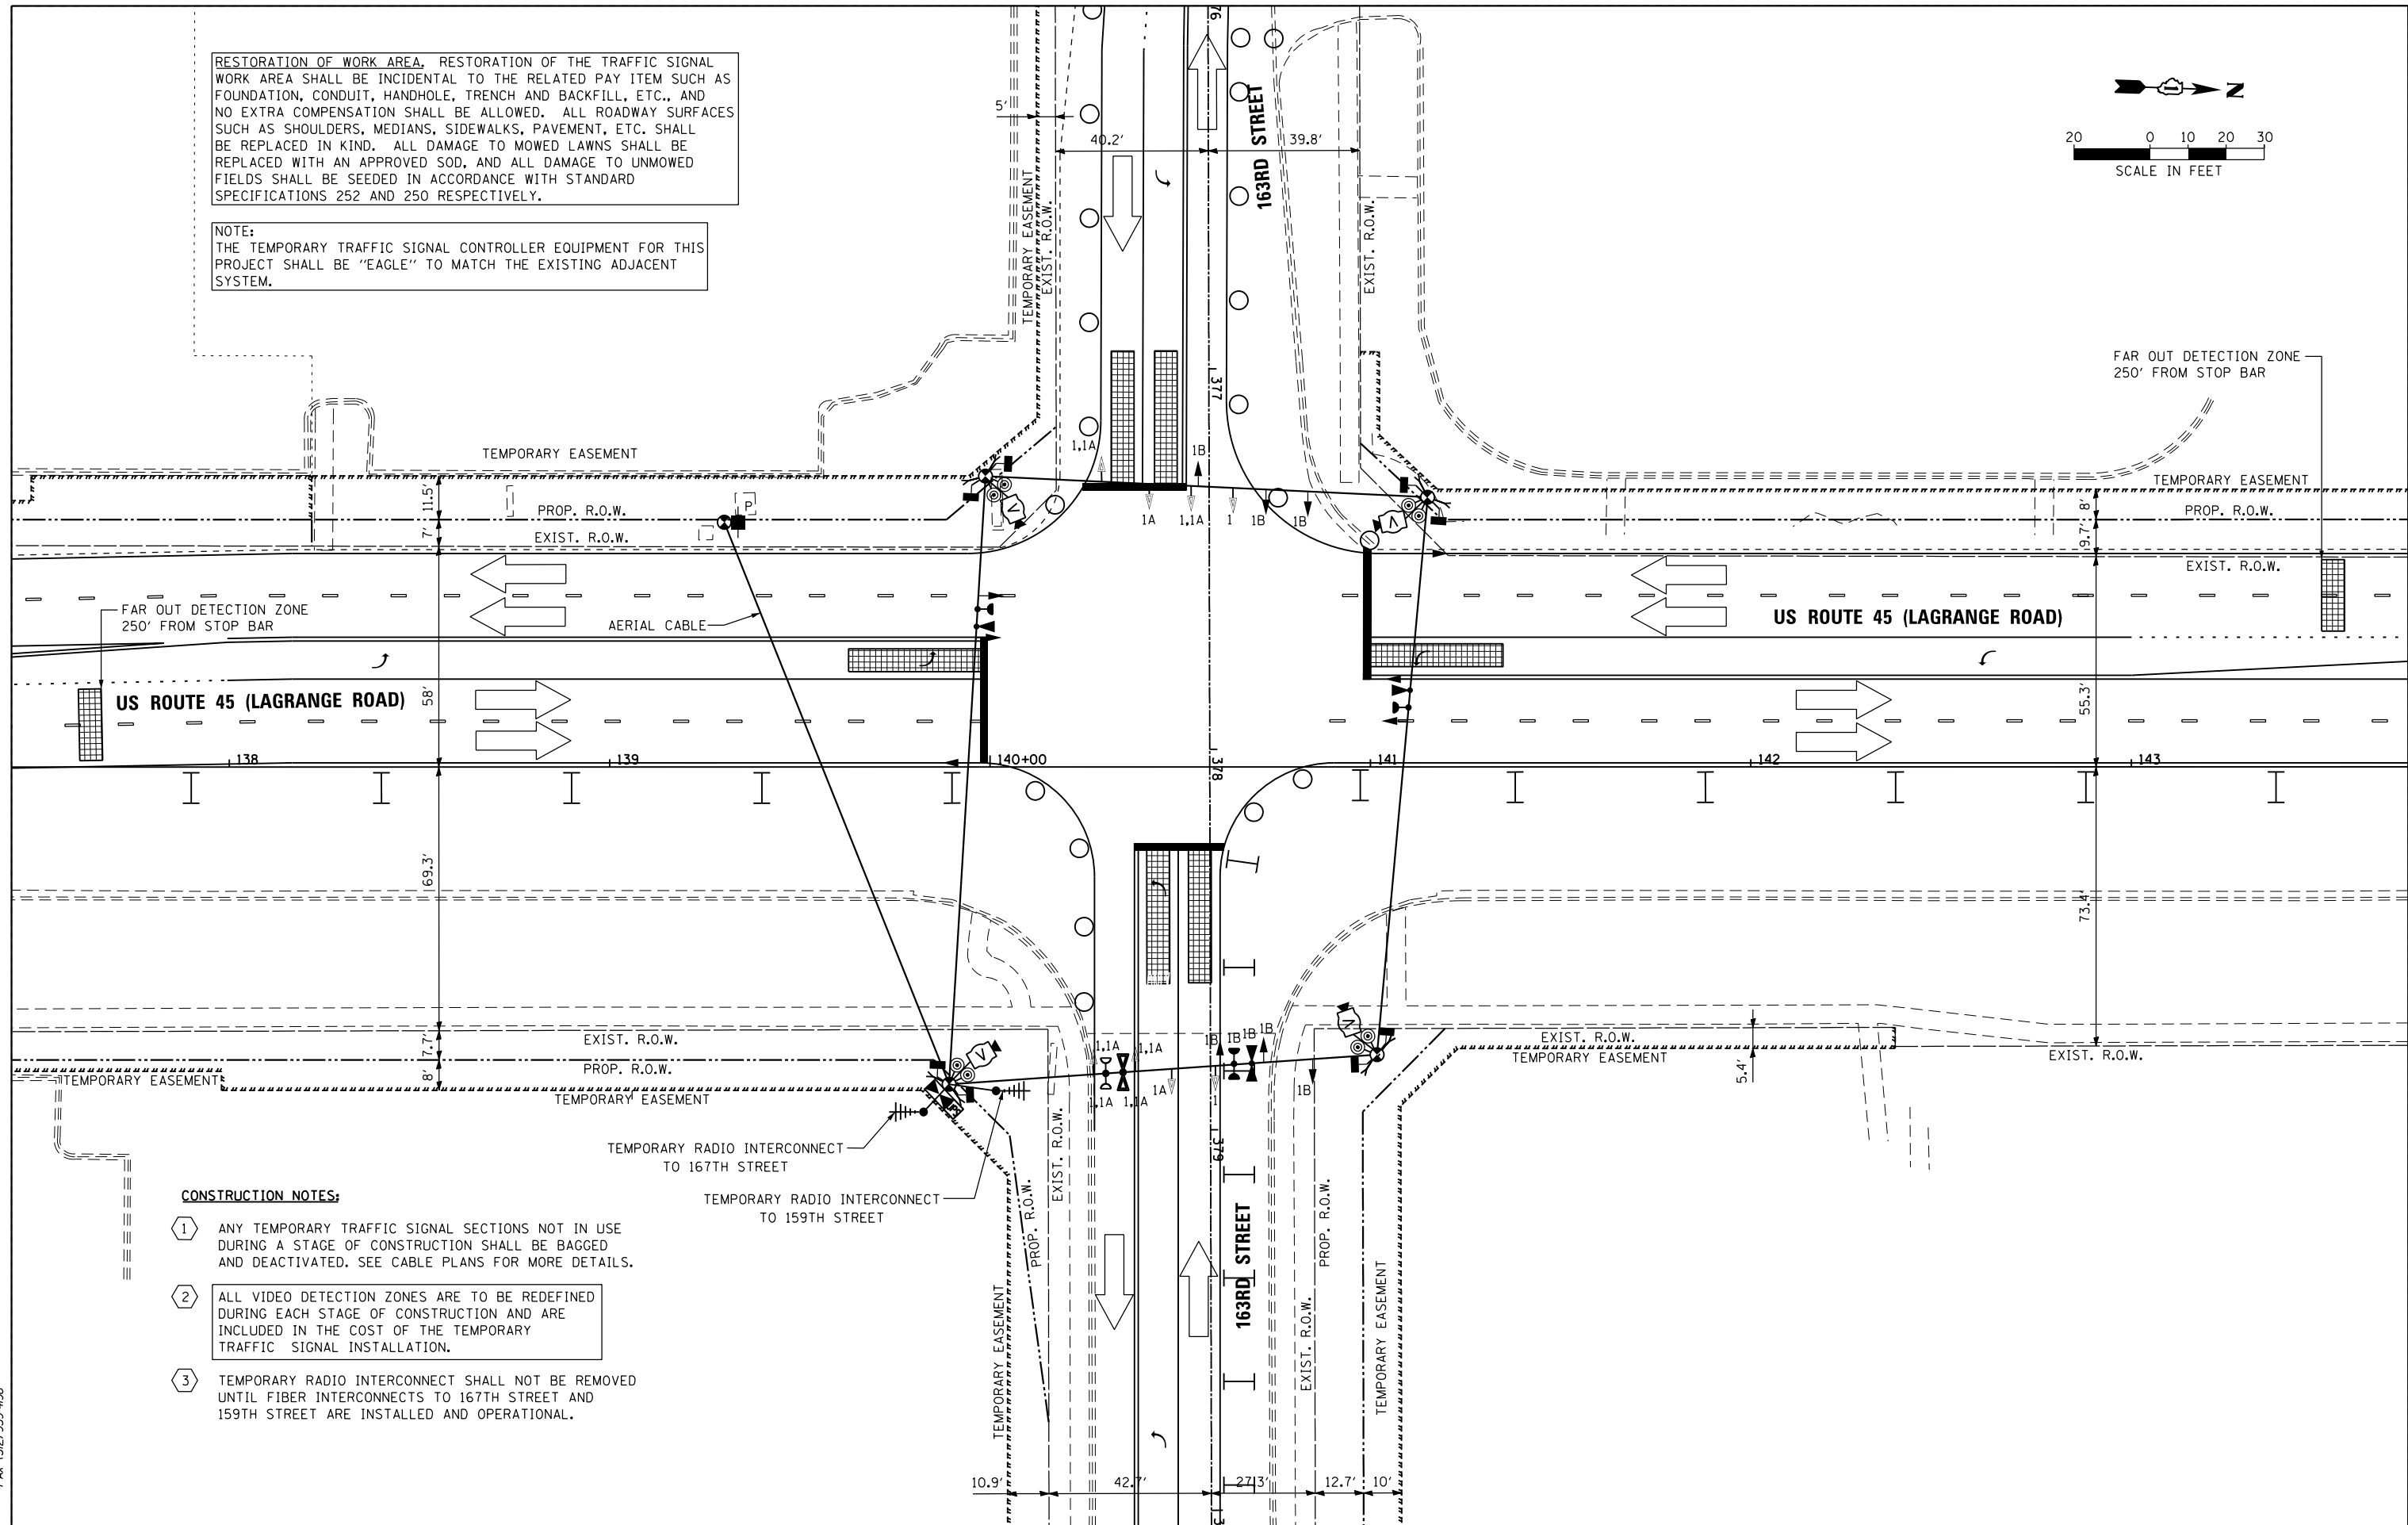 RESTORATION OF WORK AREA. RESTORATION OF THE TRAFFIC SIGNAL
WORK AREA SHALL BE INCIDENTAL TO THE RELATED PAY ITEM SUCH AS
FOUNDATION, CONDUIT, HANDHOLE, TRENCH AND BACKFILL, ETC., AND
NO EXTRA COMPENSATION SHALL BE ALLOWED. ALL ROADWAY SURFACES
SUCH AS SHOULDERS, MEDIANS, SIDEWALKS, PAVEMENT, ETC. SHALL
BE REPLACED IN KIND. ALL DAMAGE TO MOWED LAWNS SHALL BE
REPLACED WITH AN APPROVED SOD, AND ALL DAMAGE TO UNMOWED
FIELDS SHALL BE SEEDED IN ACCORDANCE WITH STANDARD
SPECIFICATIONS 252 AND 250 RESPECTIVELY.
NOTE:
THE TEMPORARY TRAFFIC SIGNAL CONTROLLER EQUIPMENT FOR THIS
PROJECT SHALL BE "EAGLE" TO MATCH THE EXISTING ADJACENT
SYSTEM.
5'
40.2'
39.8'
163RD STREET
TEMPORARY EASEMENT
EXIST. R.O.W.
EXIST. R.O.W.
76
377
1 N
20 0 10 20 30
SCALE IN FEET
FAR OUT DETECTION ZONE
250' FROM STOP BAR
TEMPORARY EASEMENT
11.5'
PROP. R.O.W.
7'
EXIST. R.O.W.
P
V
1,1A
1B
1A
1,1A
1
1B
1B
V
TEMPORARY EASEMENT
8'
PROP. R.O.W.
9.7'
EXIST. R.O.W.
FAR OUT DETECTION ZONE
250' FROM STOP BAR
AERIAL CABLE
US ROUTE 45 (LAGRANGE ROAD)
US ROUTE 45 (LAGRANGE ROAD)
58'
55.3'
138
139
140+00
378
141
142
143
69.3'
73.4'
EXIST. R.O.W.
7.7'
PROP. R.O.W.
8'
TEMPORARY EASEMENT
TEMPORARY EASEMENT
V
1,1A
1,1A
1,1A
1,1A
1A
1
1B
1B
1B
1B
1B
V
EXIST. R.O.W.
TEMPORARY EASEMENT
5.4'
EXIST. R.O.W.
TEMPORARY RADIO INTERCONNECT
TO 167TH STREET
TEMPORARY RADIO INTERCONNECT
TO 159TH STREET
379
EXIST. R.O.W.
PROP. R.O.W.
TEMPORARY EASEMENT
163RD STREET
EXIST. R.O.W.
PROP. R.O.W.
TEMPORARY EASEMENT
CONSTRUCTION NOTES:
1 ANY TEMPORARY TRAFFIC SIGNAL SECTIONS NOT IN USE
DURING A STAGE OF CONSTRUCTION SHALL BE BAGGED
AND DEACTIVATED. SEE CABLE PLANS FOR MORE DETAILS.
2 ALL VIDEO DETECTION ZONES ARE TO BE REDEFINED
DURING EACH STAGE OF CONSTRUCTION AND ARE
INCLUDED IN THE COST OF THE TEMPORARY
TRAFFIC SIGNAL INSTALLATION.
3 TEMPORARY RADIO INTERCONNECT SHALL NOT BE REMOVED
UNTIL FIBER INTERCONNECTS TO 167TH STREET AND
159TH STREET ARE INSTALLED AND OPERATIONAL.
10.9'
42.7'
27.3'
12.7'
10'
3